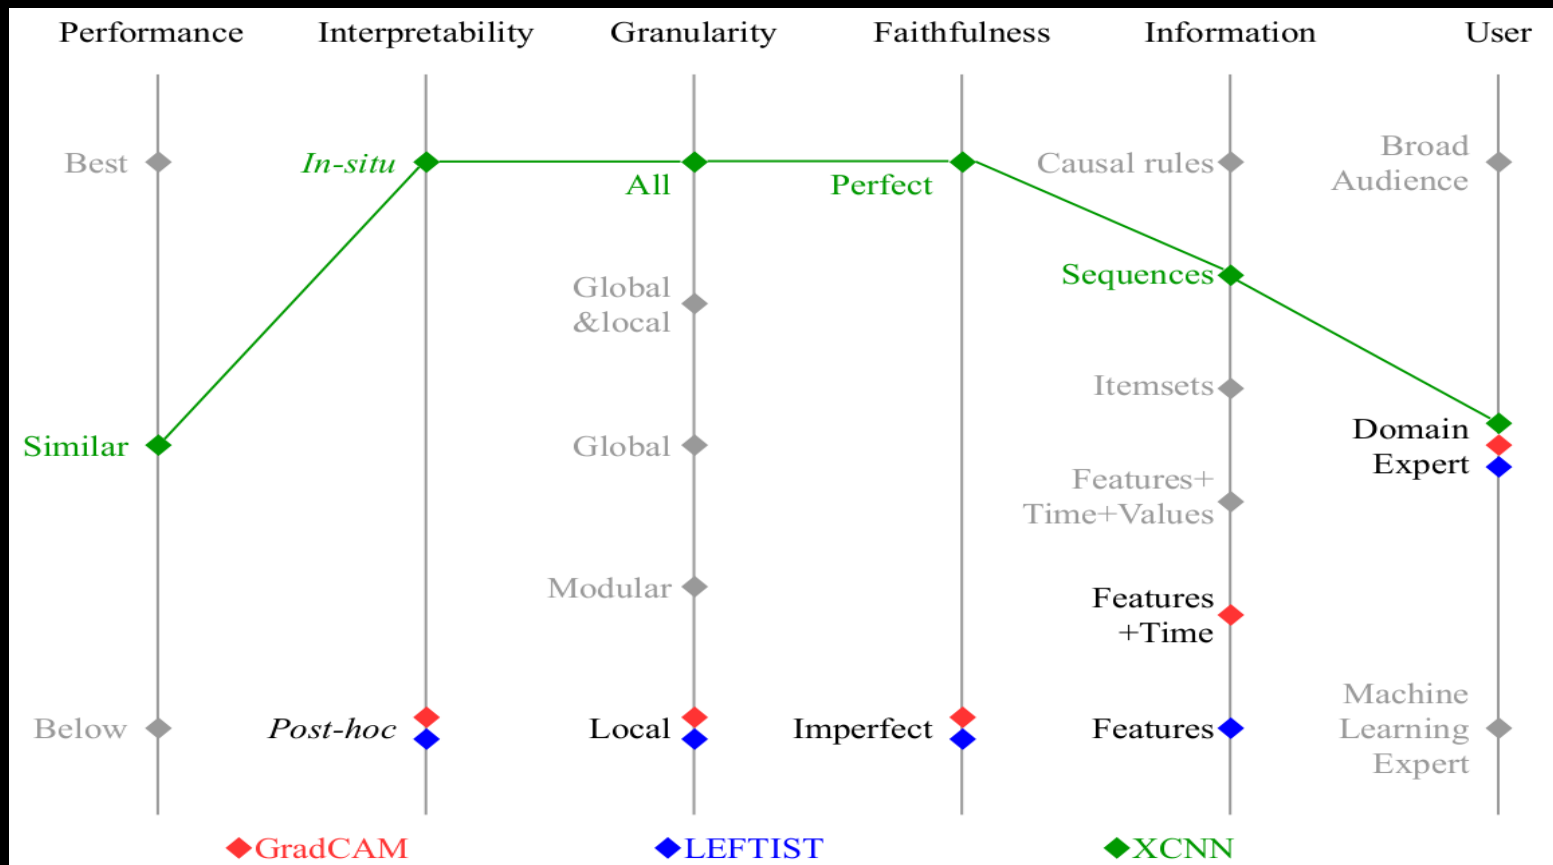 Performance
Interpretability
Granularity
Faithfulness
Information
User
Best
Similar
Below
In-situ
Post-hoc
All
Global
&local
Global
Modular
Local
Perfect
Imperfect
Causal rules
Sequences
Itemsets
Features+
Time+Values
Features
+Time
Features
Broad
Audience
Domain
Expert
Machine
Learning
Expert
GradCAM
LEFTIST
XCNN